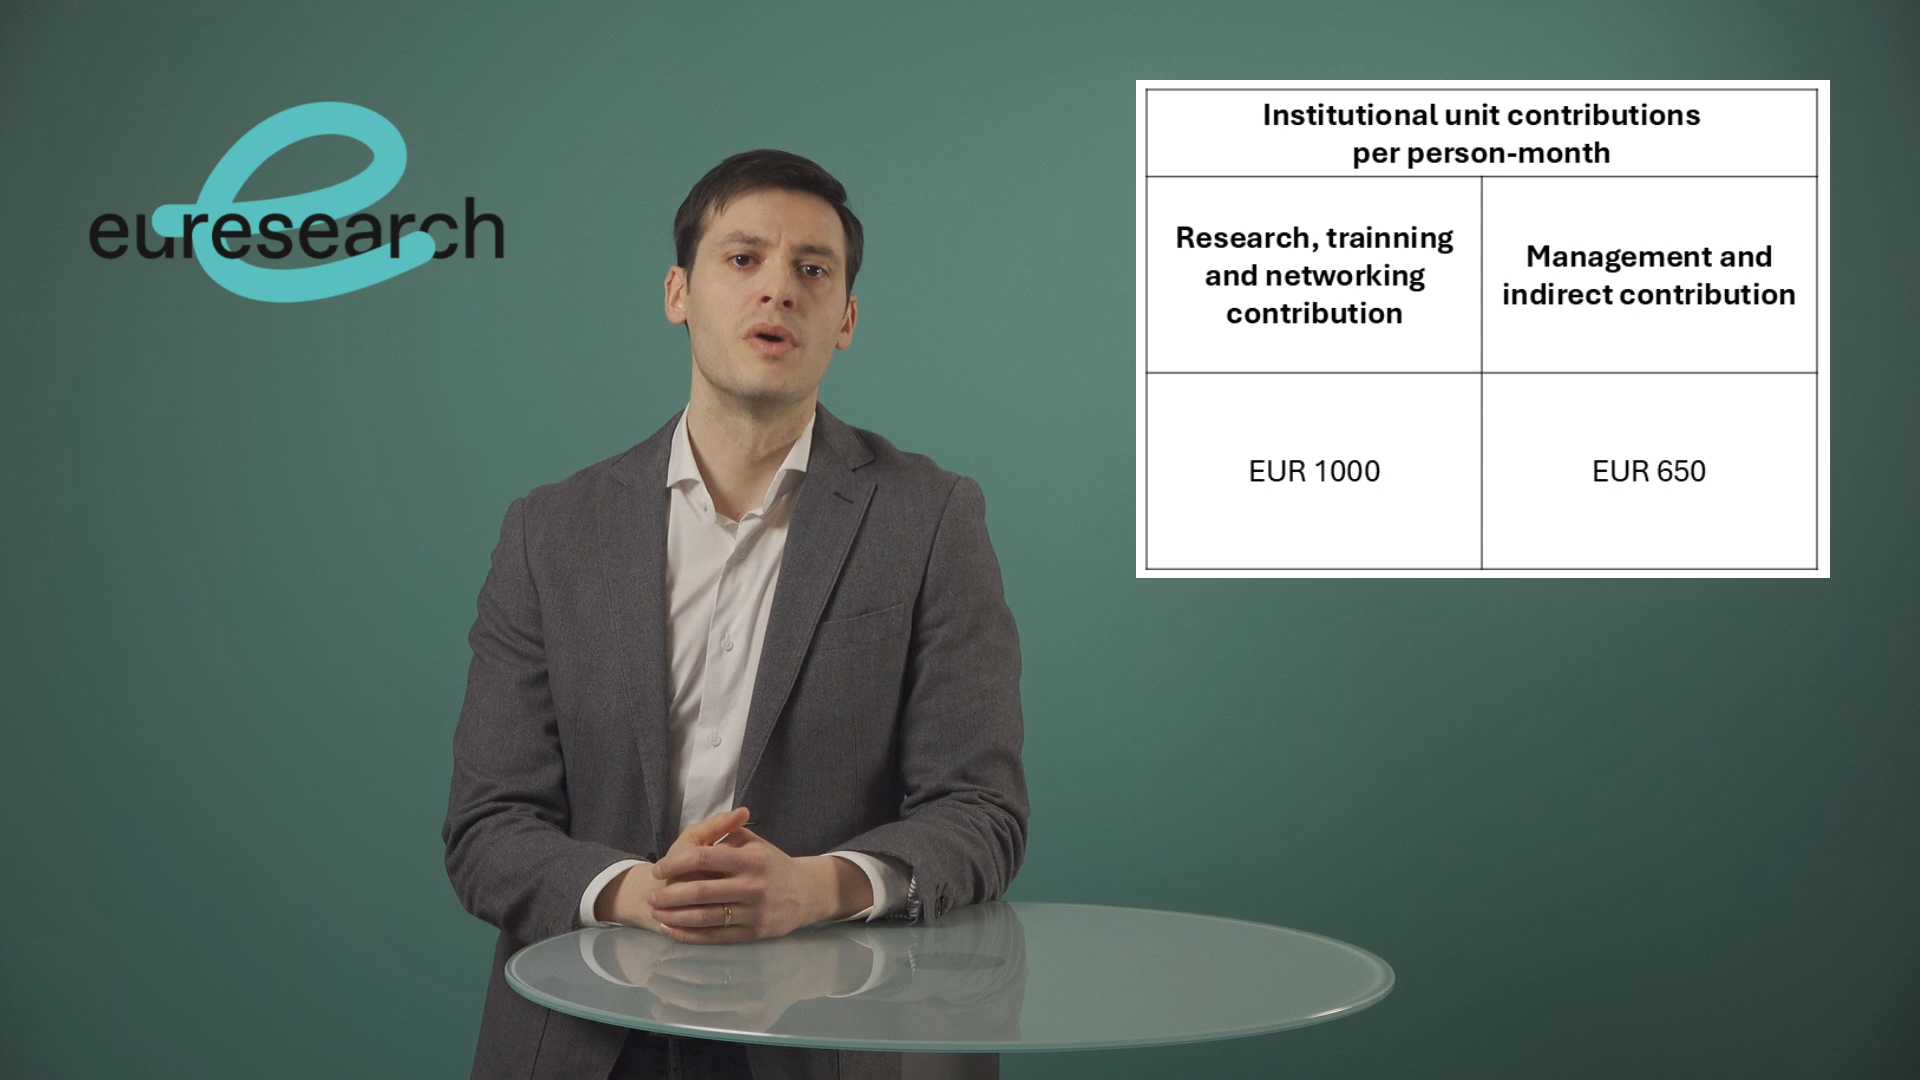 euresearch
Institutional unit contributions
per person-month
Research, trainning
and networking
contribution
Management and
indirect contribution
EUR 1000
EUR 650